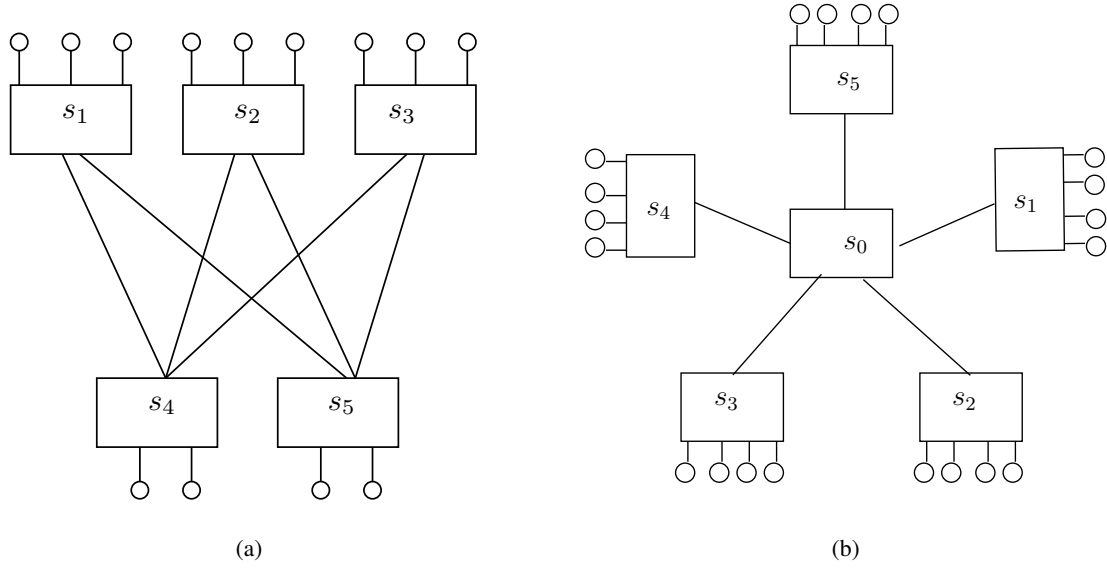 s₁ s₂ s₃
s₄ s₅
(a)
s₅
s₄ s₀ s₁
s₃ s₂
(b)